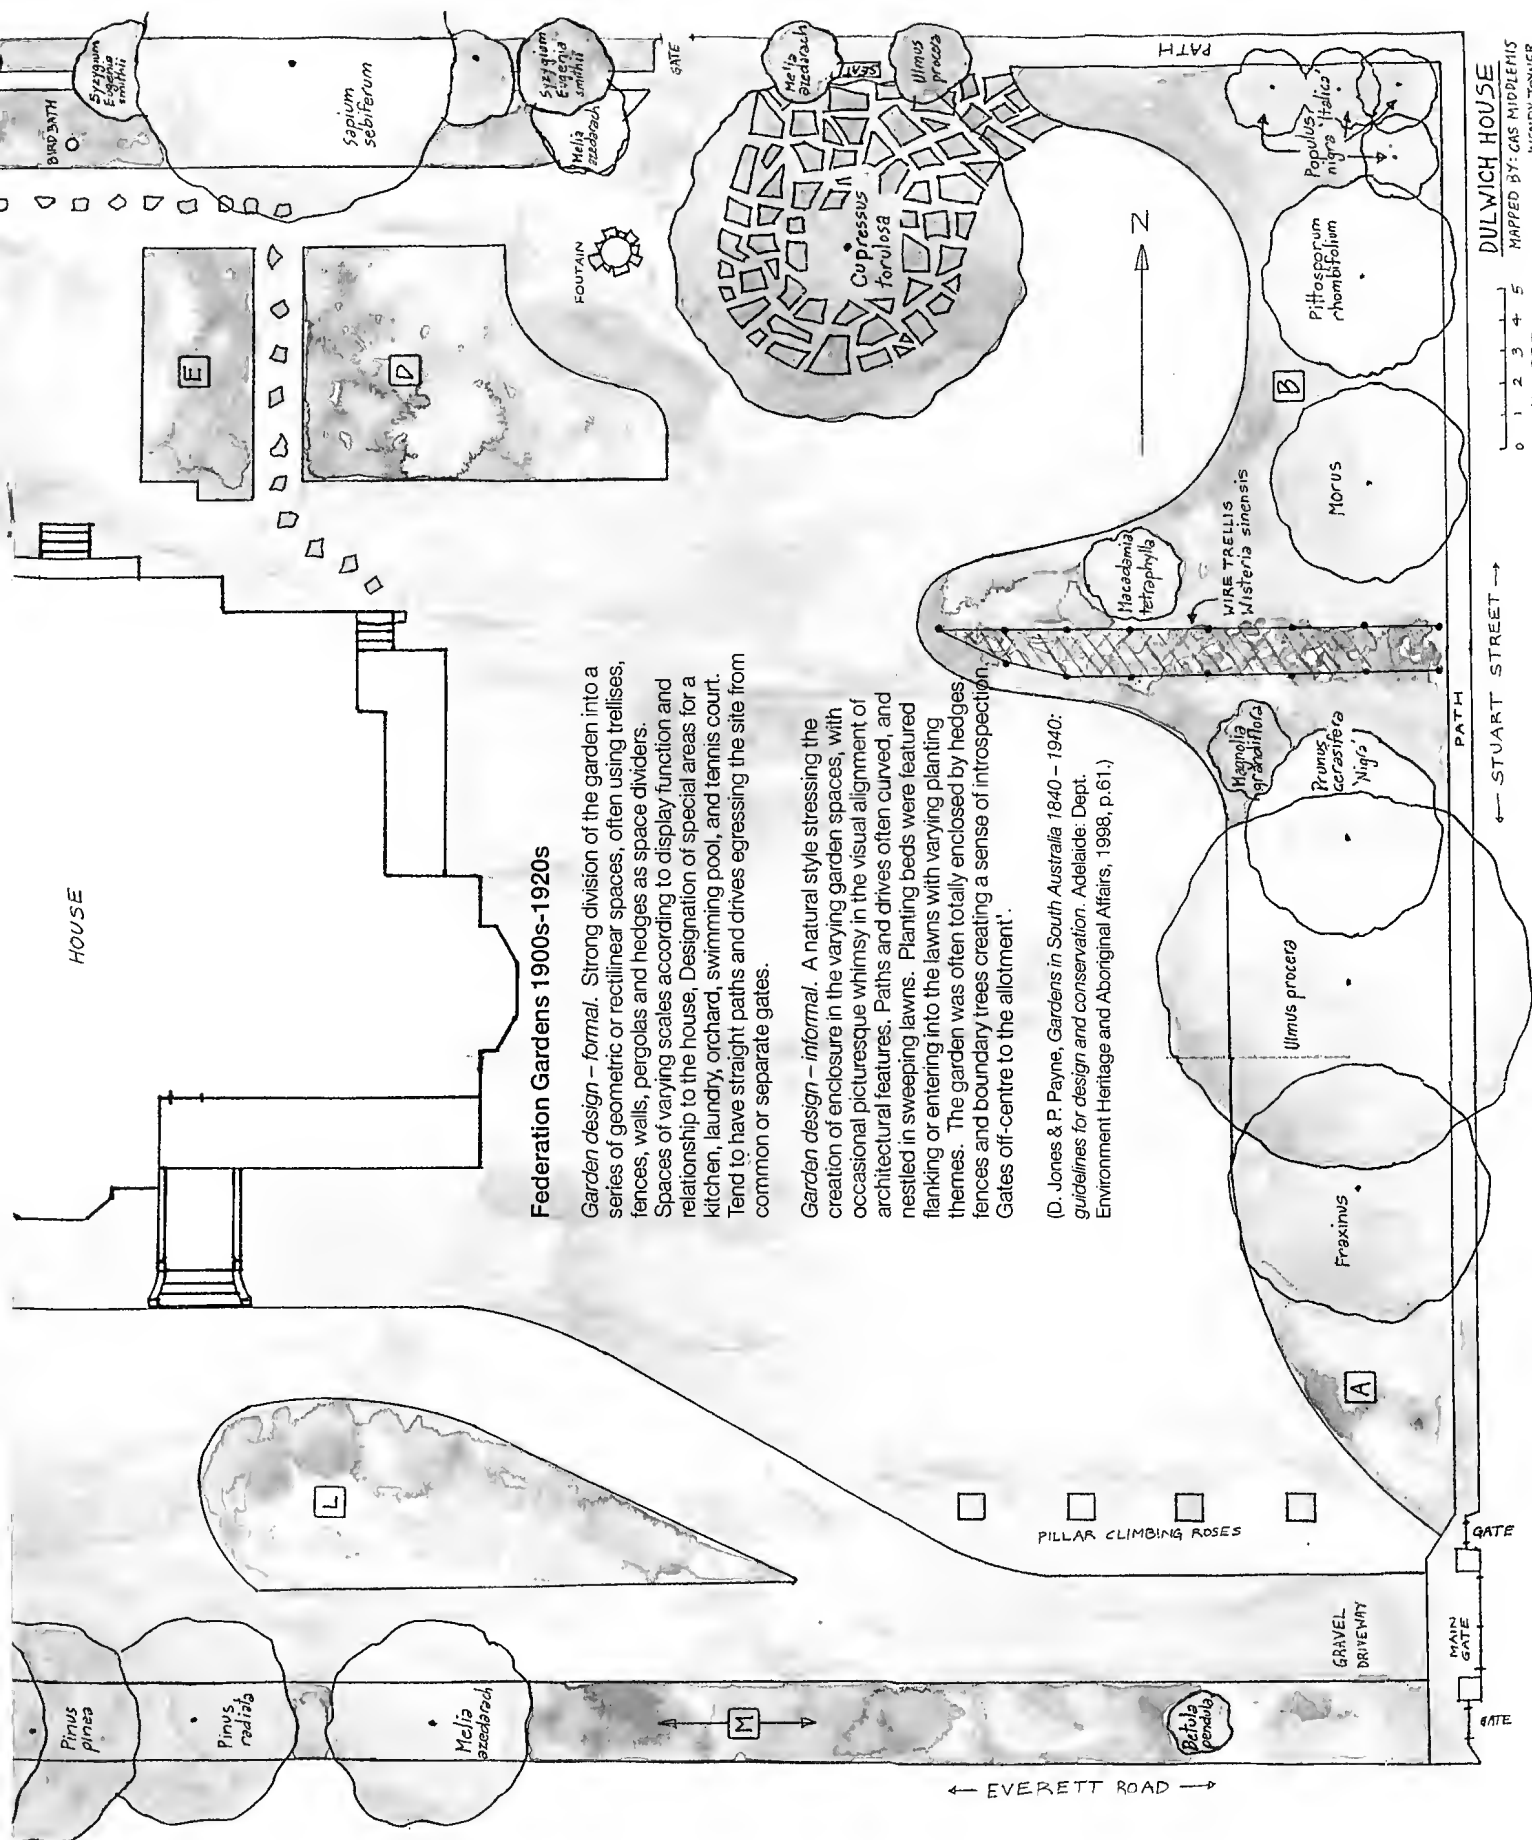 HOUSE
BIRD BATH
Syzygium
Eugenia
smithii
Sapium
sebiferum
Syzygium
Eugenia
smithii
Melia
azedarach
GATE
E
D
FOUTAIN
Melia
azedarach
SEAT
Ulmus
procera
Cupressus
torulosa
PATH
N
Populus?
nigra 'Italica'
Pittosporum
rhombifolium
B
Morus
Macadamia
tetraphylla
WIRE TRELLIS
Wisteria sinensis
Magnolia
grandiflora
Prunus
cerasifera
'Nigra'
Ulmus procera
Fraxinus
A
PATH
← STUART STREET →
DULWICH HOUSE
MAPPED BY: CAS MIDDLEMIS
WENDY JOYNER
0 1 2 3 4 5
Federation Gardens 1900s-1920s
Garden design – formal. Strong division of the garden into a
series of geometric or rectilinear spaces, often using trellises,
fences, walls, pergolas and hedges as space dividers.
Spaces of varying scales according to display function and
relationship to the house, Designation of special areas for a
kitchen, laundry, orchard, swimming pool, and tennis court.
Tend to have straight paths and drives egressing the site from
common or separate gates.
Garden design – informal. A natural style stressing the
creation of enclosure in the varying garden spaces, with
occasional picturesque whimsy in the visual alignment of
architectural features. Paths and drives often curved, and
nestled in sweeping lawns. Planting beds were featured
flanking or entering into the lawns with varying planting
themes. The garden was often totally enclosed by hedges,
fences and boundary trees creating a sense of introspection,
Gates off-centre to the allotment'.
(D. Jones & P. Payne, Gardens in South Australia 1840 – 1940:
guidelines for design and conservation. Adelaide: Dept.
Environment Heritage and Aboriginal Affairs, 1998, p.61.)
L
PILLAR CLIMBING ROSES
GATE
MAIN
GATE
GATE
GRAVEL
DRIVEWAY
Pinus
pinea
Pinus
radiata
Melia
azedarach
M
Betula
pendula
← EVERETT ROAD →